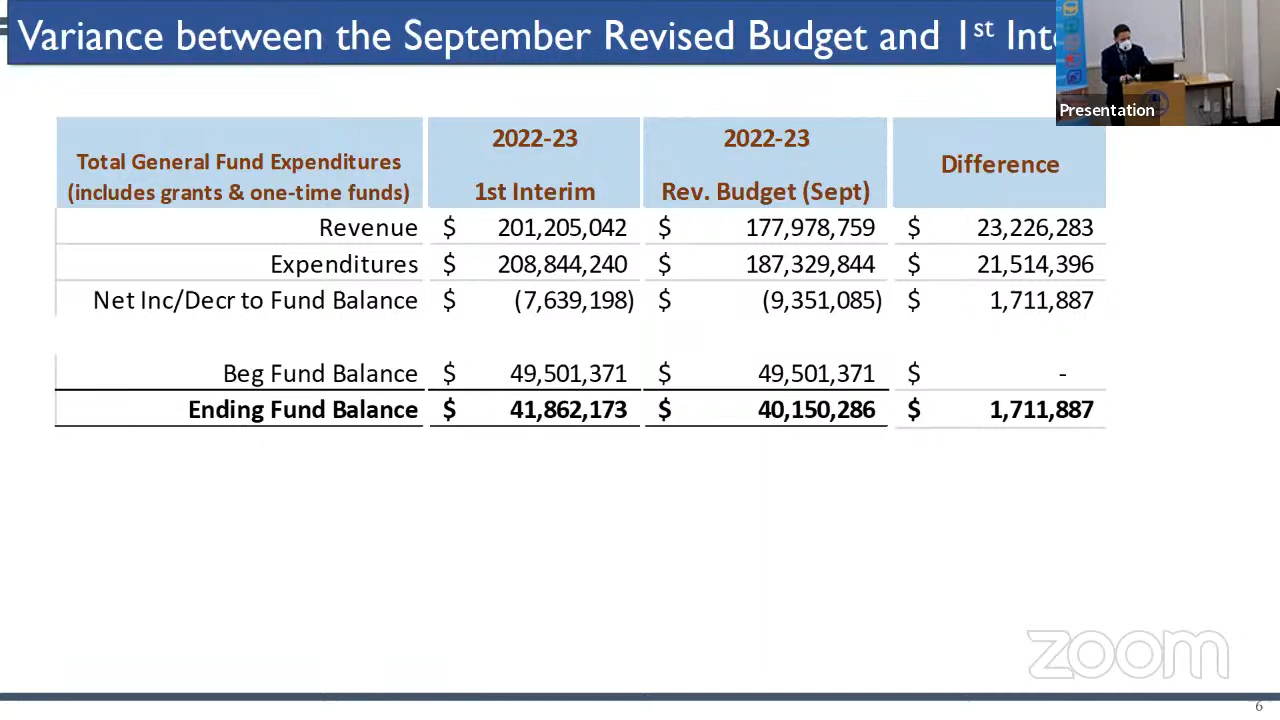 Variance between the September Revised Budget and 1st Int
Presentation
Total General Fund Expenditures
(includes grants & one-time funds)
2022-23
1st Interim
2022-23
Rev. Budget (Sept)
Difference
Revenue $ 201,205,042 $ 177,978,759 $ 23,226,283
Expenditures $ 208,844,240 $ 187,329,844 $ 21,514,396
Net Inc/Decr to Fund Balance $ (7,639,198) $ (9,351,085) $ 1,711,887
Beg Fund Balance $ 49,501,371 $ 49,501,371 $ -
Ending Fund Balance $ 41,862,173 $ 40,150,286 $ 1,711,887
zoom
6